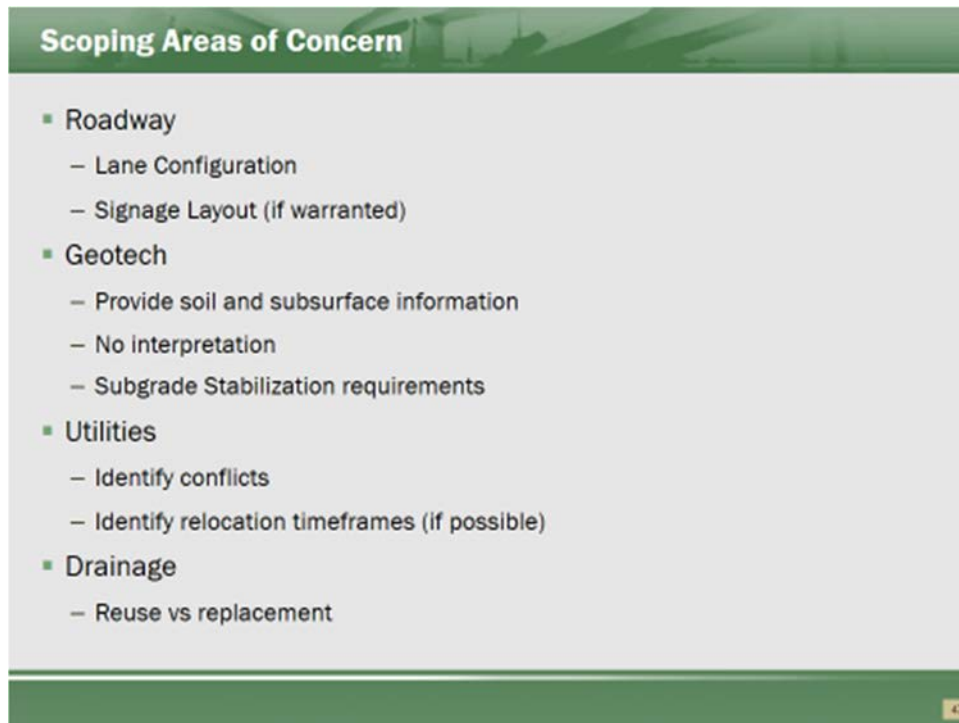 Scoping Areas of Concern
▪ Roadway
– Lane Configuration
– Signage Layout (if warranted)
▪ Geotech
– Provide soil and subsurface information
– No interpretation
– Subgrade Stabilization requirements
▪ Utilities
– Identify conflicts
– Identify relocation timeframes (if possible)
▪ Drainage
– Reuse vs replacement